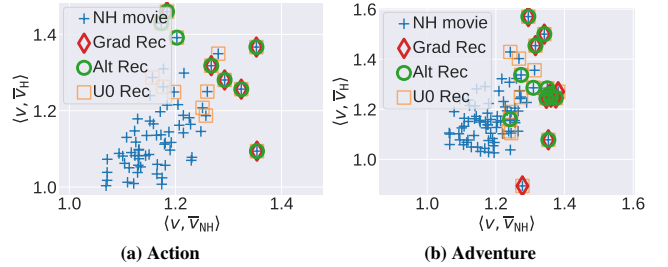 1.4
1.2
1.0
⟨v, v̅_H⟩
NH movie
Grad Rec
Alt Rec
U0 Rec
1.0 1.2 1.4
⟨v, v̅_NH⟩
(a) Action
1.6
1.4
1.2
1.0
⟨v, v̅_H⟩
NH movie
Grad Rec
Alt Rec
U0 Rec
1.0 1.2 1.4 1.6
⟨v, v̅_NH⟩
(b) Adventure